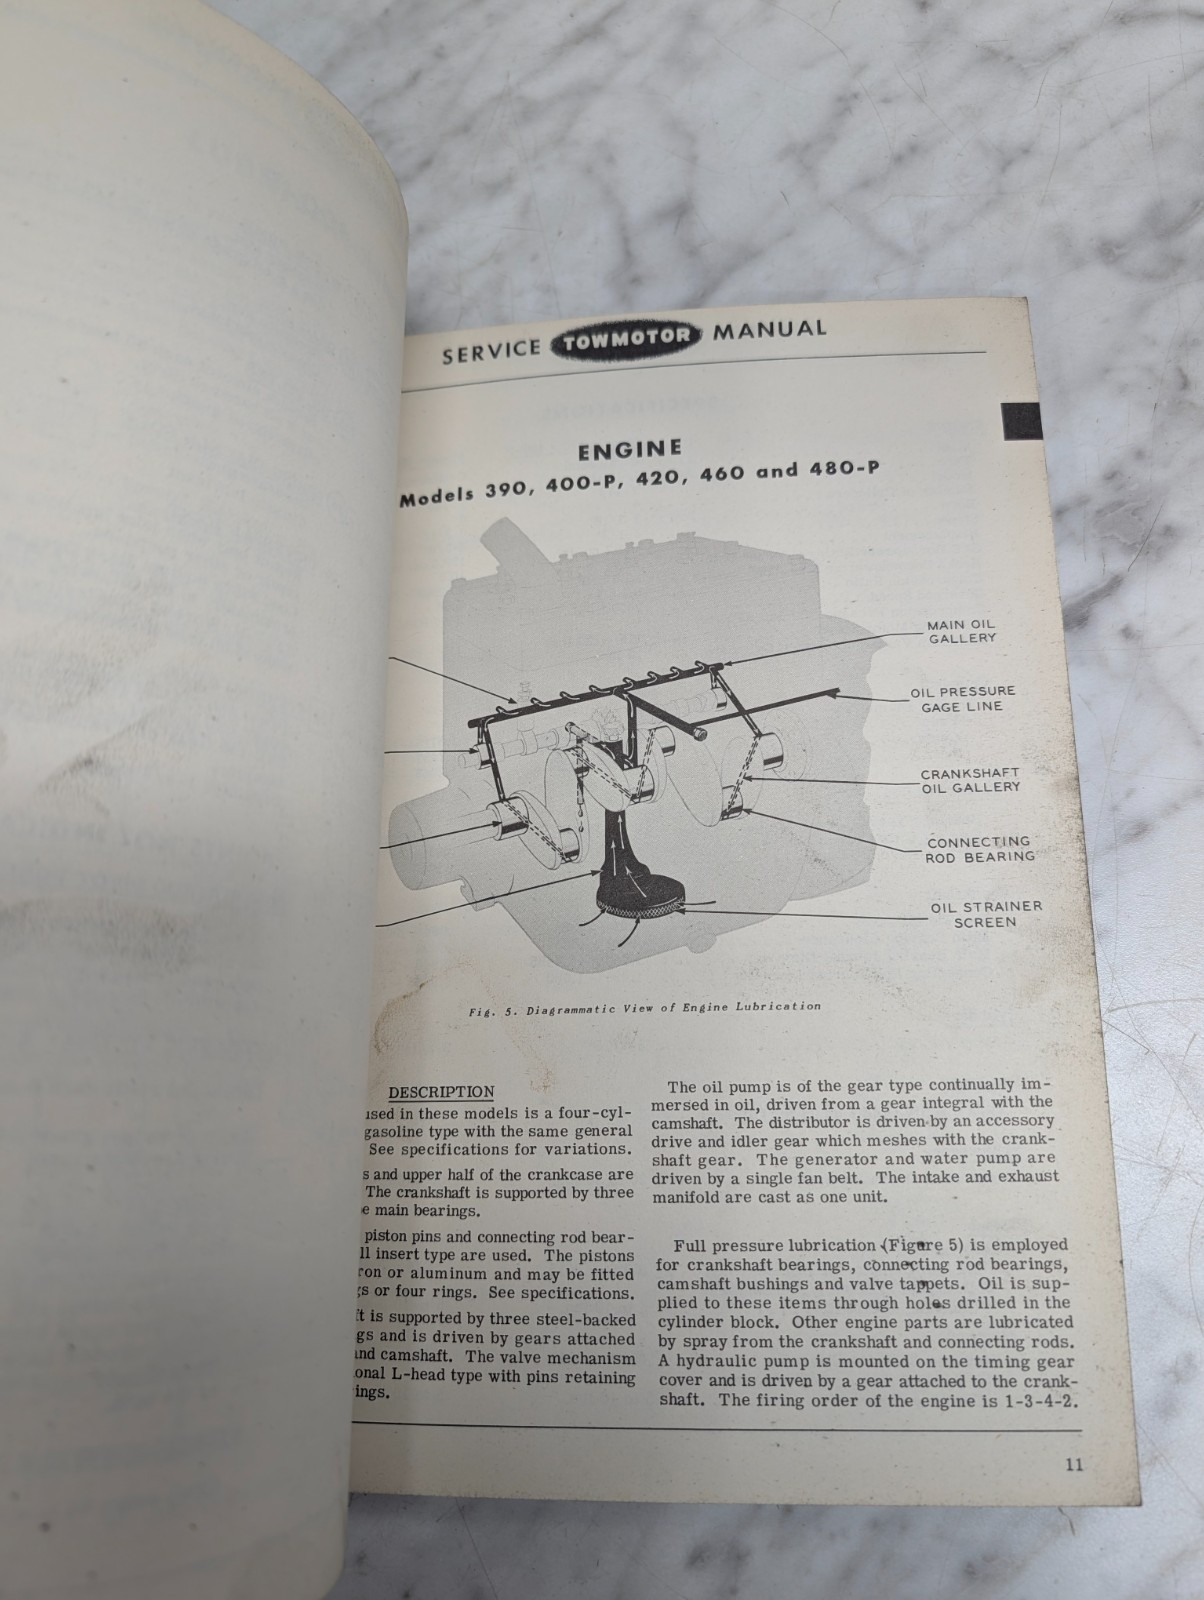 SERVICE TOWMOTOR MANUAL
ENGINE
Models 390, 400-P, 420, 460 and 480-P
MAIN OIL
GALLERY
OIL PRESSURE
GAGE LINE
CRANKSHAFT
OIL GALLERY
CONNECTING
ROD BEARING
OIL STRAINER
SCREEN
Fig. 5. Diagrammatic View of Engine Lubrication
DESCRIPTION
used in these models is a four-cyl-
gasoline type with the same general
See specifications for variations.
s and upper half of the crankcase are
The crankshaft is supported by three
e main bearings.
piston pins and connecting rod bear-
ll insert type are used. The pistons
ron or aluminum and may be fitted
gs or four rings. See specifications.
ft is supported by three steel-backed
gs and is driven by gears attached
and camshaft. The valve mechanism
onal L-head type with pins retaining
ings.
The oil pump is of the gear type continually im-
mersed in oil, driven from a gear integral with the
camshaft. The distributor is driven by an accessory
drive and idler gear which meshes with the crank-
shaft gear. The generator and water pump are
driven by a single fan belt. The intake and exhaust
manifold are cast as one unit.
Full pressure lubrication (Figure 5) is employed
for crankshaft bearings, connecting rod bearings,
camshaft bushings and valve tappets. Oil is sup-
plied to these items through holes drilled in the
cylinder block. Other engine parts are lubricated
by spray from the crankshaft and connecting rods.
A hydraulic pump is mounted on the timing gear
cover and is driven by a gear attached to the crank-
shaft. The firing order of the engine is 1-3-4-2.
11